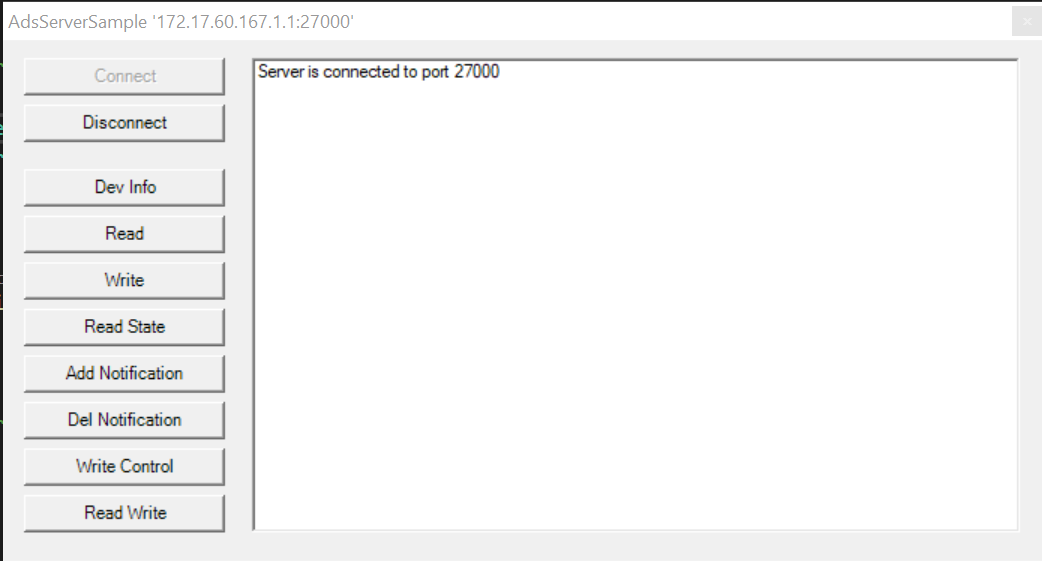 AdsServerSample '172.17.60.167.1.1:27000'
Connect
Disconnect
Dev Info
Read
Write
Read State
Add Notification
Del Notification
Write Control
Read Write
Server is connected to port 27000